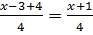 (x−3+4)/4 = (x+1)/4